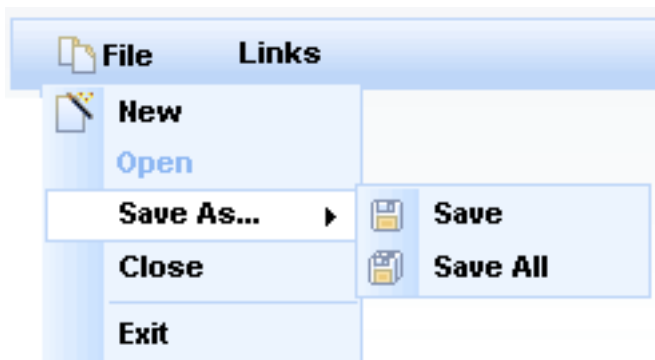 File Links
New
Open
Save As...
Save
Close
Save All
Exit